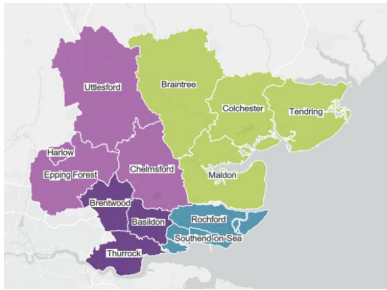 Uttlesford
Braintree
Colchester
Tendring
Harlow
Epping Forest
Chelmsford
Maldon
Brentwood
Basildon
Rochford
Southend-on-Sea
Thurrock